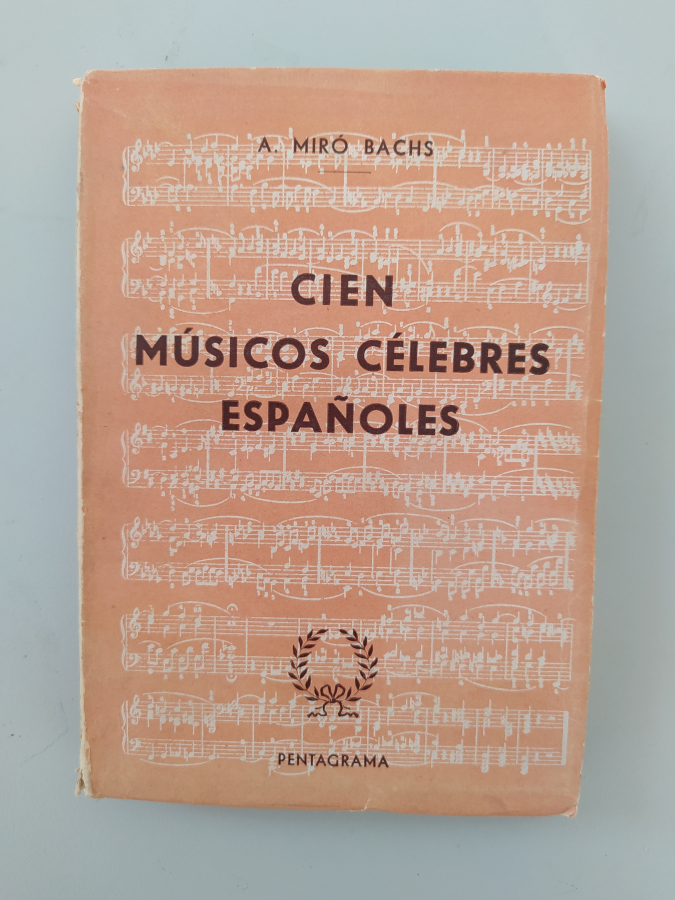 A. MIRÓ BACHS
CIEN
MÚSICOS CÉLEBRES
ESPAÑOLES
PENTAGRAMA